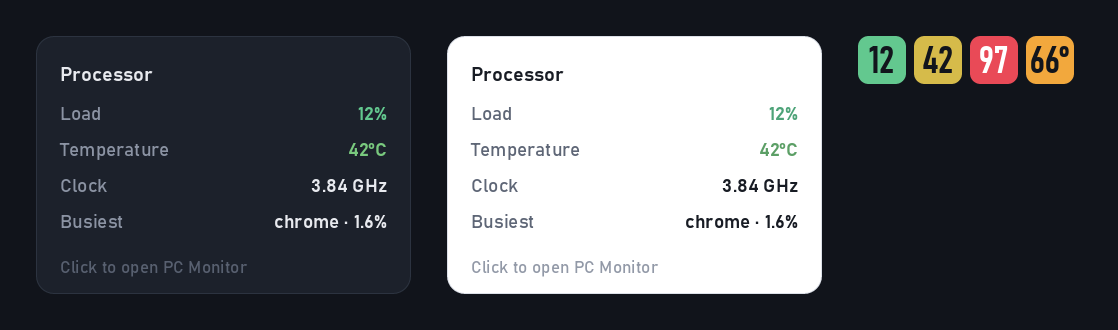 Processor
Load 12%
Temperature 42°C
Clock 3.84 GHz
Busiest chrome · 1.6%
Click to open PC Monitor
Processor
Load 12%
Temperature 42°C
Clock 3.84 GHz
Busiest chrome · 1.6%
Click to open PC Monitor
12 42 97 66°